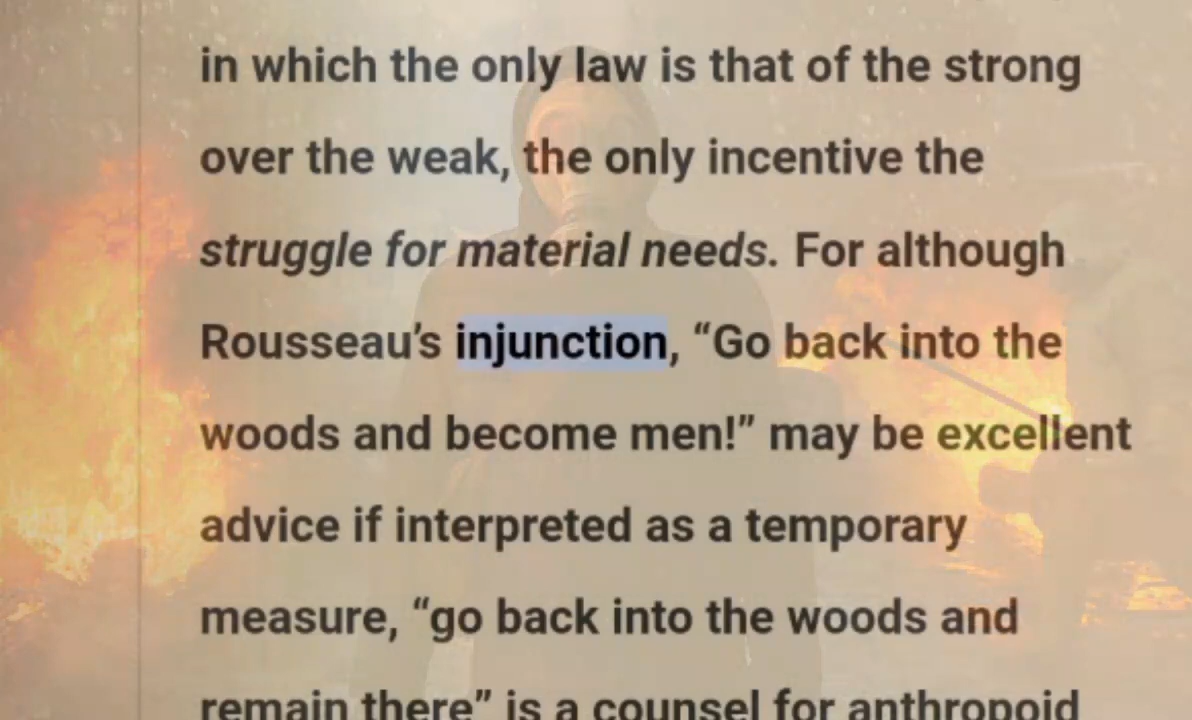 in which the only law is that of the strong
over the weak, the only incentive the
struggle for material needs. For although
Rousseau’s injunction, “Go back into the
woods and become men!” may be excellent
advice if interpreted as a temporary
measure, “go back into the woods and
remain there” is a counsel for anthropoid